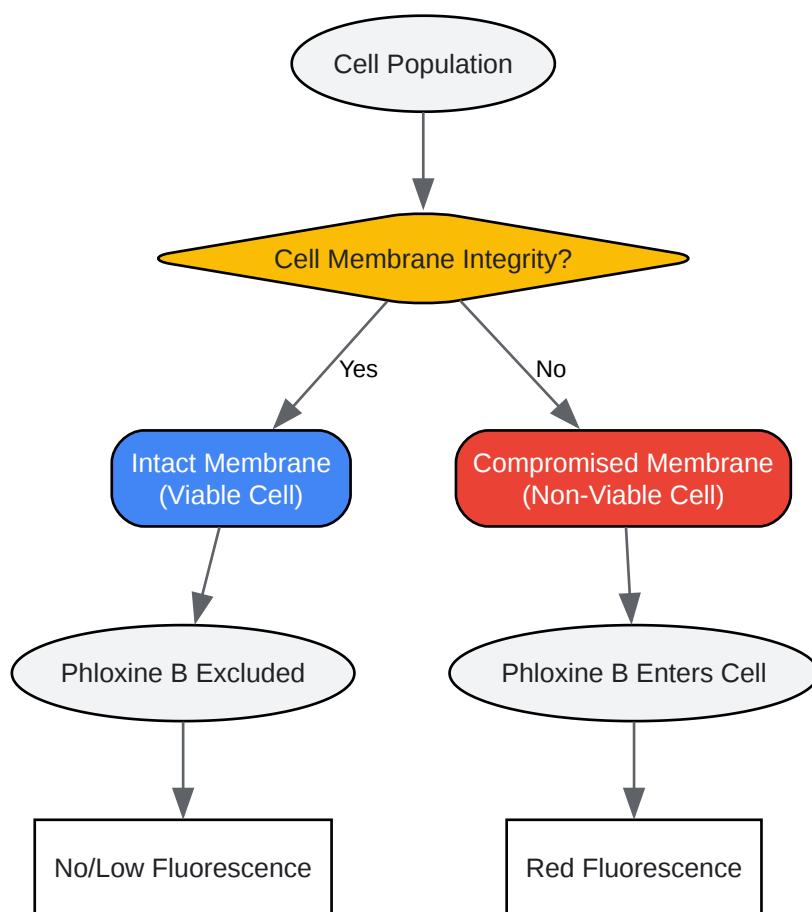 Cell Population
Cell Membrane Integrity?
Yes
No
Intact Membrane
(Viable Cell)
Compromised Membrane
(Non-Viable Cell)
Phloxine B Excluded
Phloxine B Enters Cell
No/Low Fluorescence
Red Fluorescence